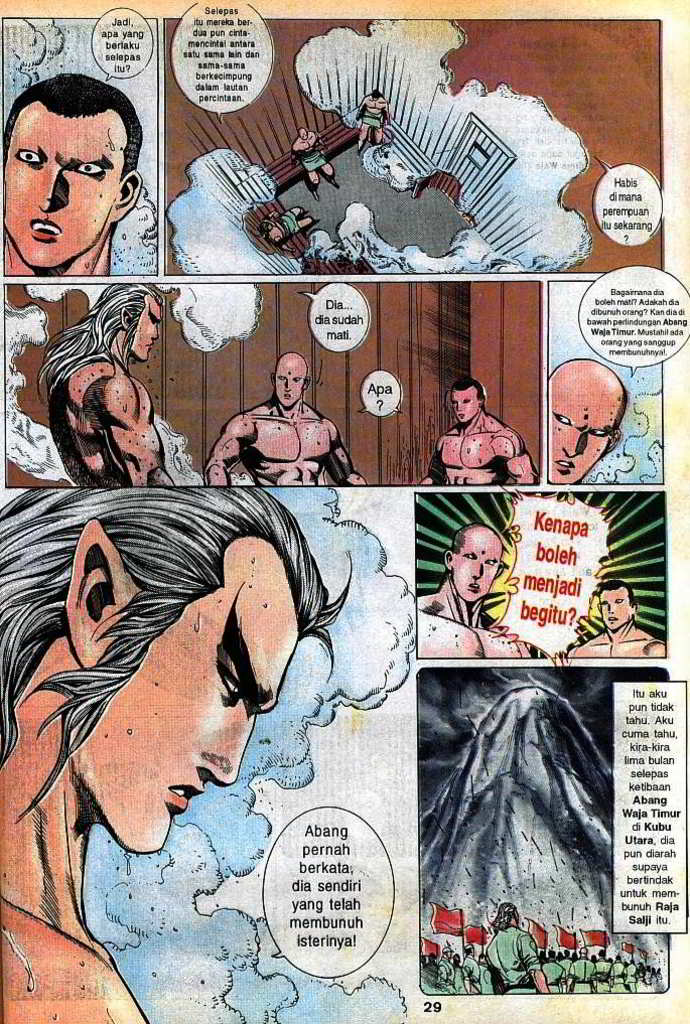 Jadi,
apa yang
berlaku
selepas
itu?
Selepas
itu mereka ber-
dua pun cinta-
mencintai antara
satu sama lain dan
sama-sama
berkecimpung
dalam lautan
percintaan.
Habis
di mana
perempuan
itu sekarang
?
Dia...
dia sudah
mati.
Apa
?
Bagaimana dia
boleh mati? Adakah dia
dibunuh orang? Kan dia di
bawah perlindungan Abang
Waja Timur. Mustahil ada
orang yang sanggup
membunuhnya!.
Kenapa
boleh
menjadi
begitu?
Abang
pernah
berkata,
dia sendiri
yang telah
membunuh
isterinya!
Itu aku
pun tidak
tahu. Aku
cuma tahu,
kira-kira
lima bulan
selepas
ketibaan
Abang
Waja Timur
di Kubu
Utara, dia
pun diarah
supaya
bertindak
untuk mem-
bunuh Raja
Salji itu.
29